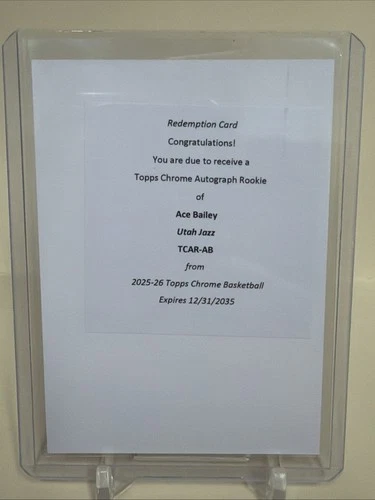 Redemption Card
Congratulations!
You are due to receive a
Topps Chrome Autograph Rookie
of
Ace Bailey
Utah Jazz
TCAR-AB
from
2025-26 Topps Chrome Basketball
Expires 12/31/2035